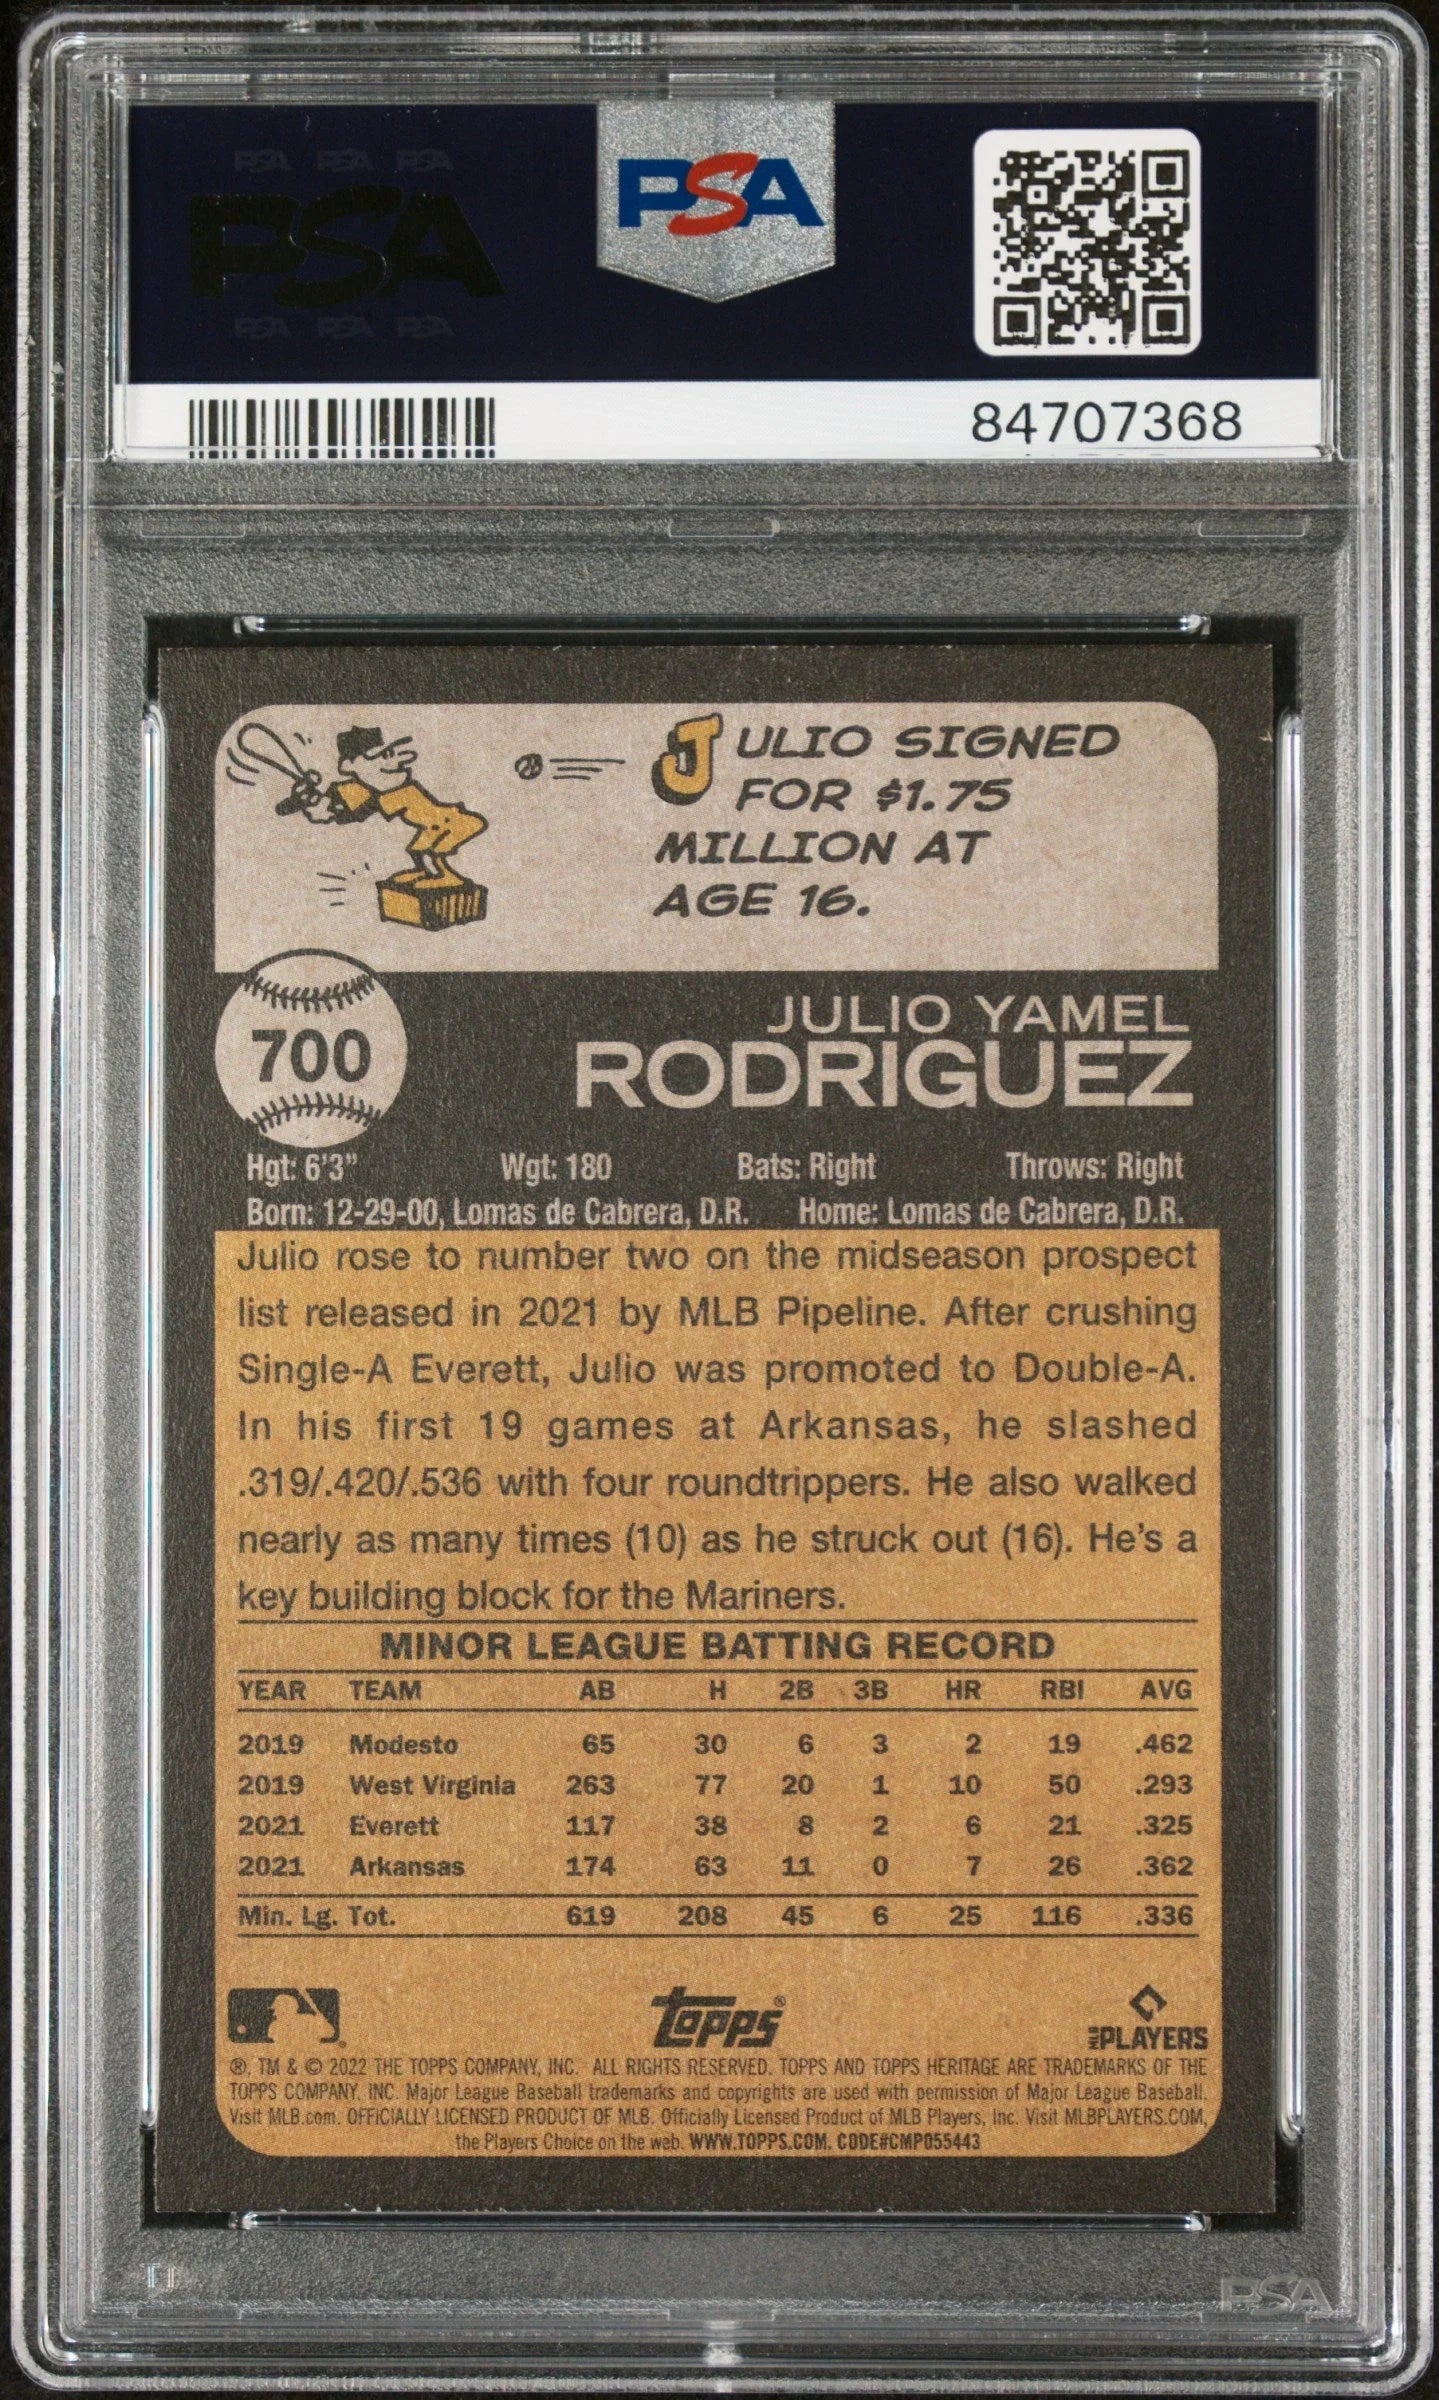 PSA PSA PSA
PSA
PSA PSA PSA
PSA
84707368
JULIO SIGNED
FOR $1.75
MILLION AT
AGE 16.
700
JULIO YAMEL
RODRIGUEZ
Hgt: 6'3" Wgt: 180 Bats: Right Throws: Right
Born: 12-29-00, Lomas de Cabrera, D.R. Home: Lomas de Cabrera, D.R.
Julio rose to number two on the midseason prospect
list released in 2021 by MLB Pipeline. After crushing
Single-A Everett, Julio was promoted to Double-A.
In his first 19 games at Arkansas, he slashed
.319/.420/.536 with four roundtrippers. He also walked
nearly as many times (10) as he struck out (16). He's a
key building block for the Mariners.
MINOR LEAGUE BATTING RECORD
YEAR TEAM AB H 2B 3B HR RBI AVG
2019 Modesto 65 30 6 3 2 19 .462
2019 West Virginia 263 77 20 1 10 50 .293
2021 Everett 117 38 8 2 6 21 .325
2021 Arkansas 174 63 11 0 7 26 .362
Min. Lg. Tot. 619 208 45 6 25 116 .336
Topps® MLB PLAYERS
®, TM & © 2022 THE TOPPS COMPANY, INC. ALL RIGHTS RESERVED. TOPPS AND TOPPS HERITAGE ARE TRADEMARKS OF THE
TOPPS COMPANY, INC. Major League Baseball trademarks and copyrights are used with permission of Major League Baseball.
Visit MLB.com. OFFICIALLY LICENSED PRODUCT OF MLB. Officially Licensed Product of MLB Players, Inc. Visit MLBPLAYERS.COM,
the Players Choice on the web. WWW.TOPPS.COM. CODE#CMP055443
PSA